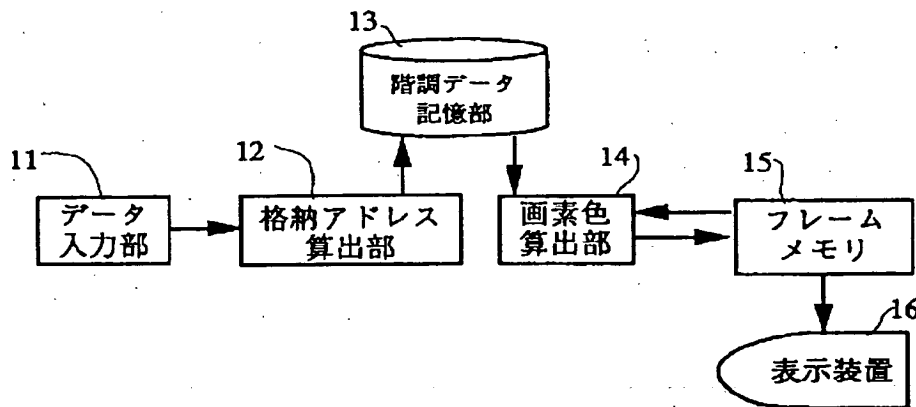 13
階調データ
記憶部
11
データ
入力部
12
格納アドレス
算出部
14
画素色
算出部
15
フレーム
メモリ
16
表示装置